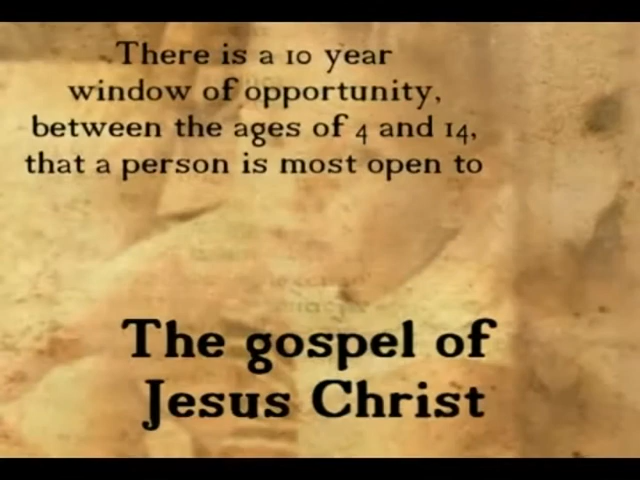 There is a 10 year
window of opportunity,
between the ages of 4 and 14,
that a person is most open to
The gospel of
Jesus Christ